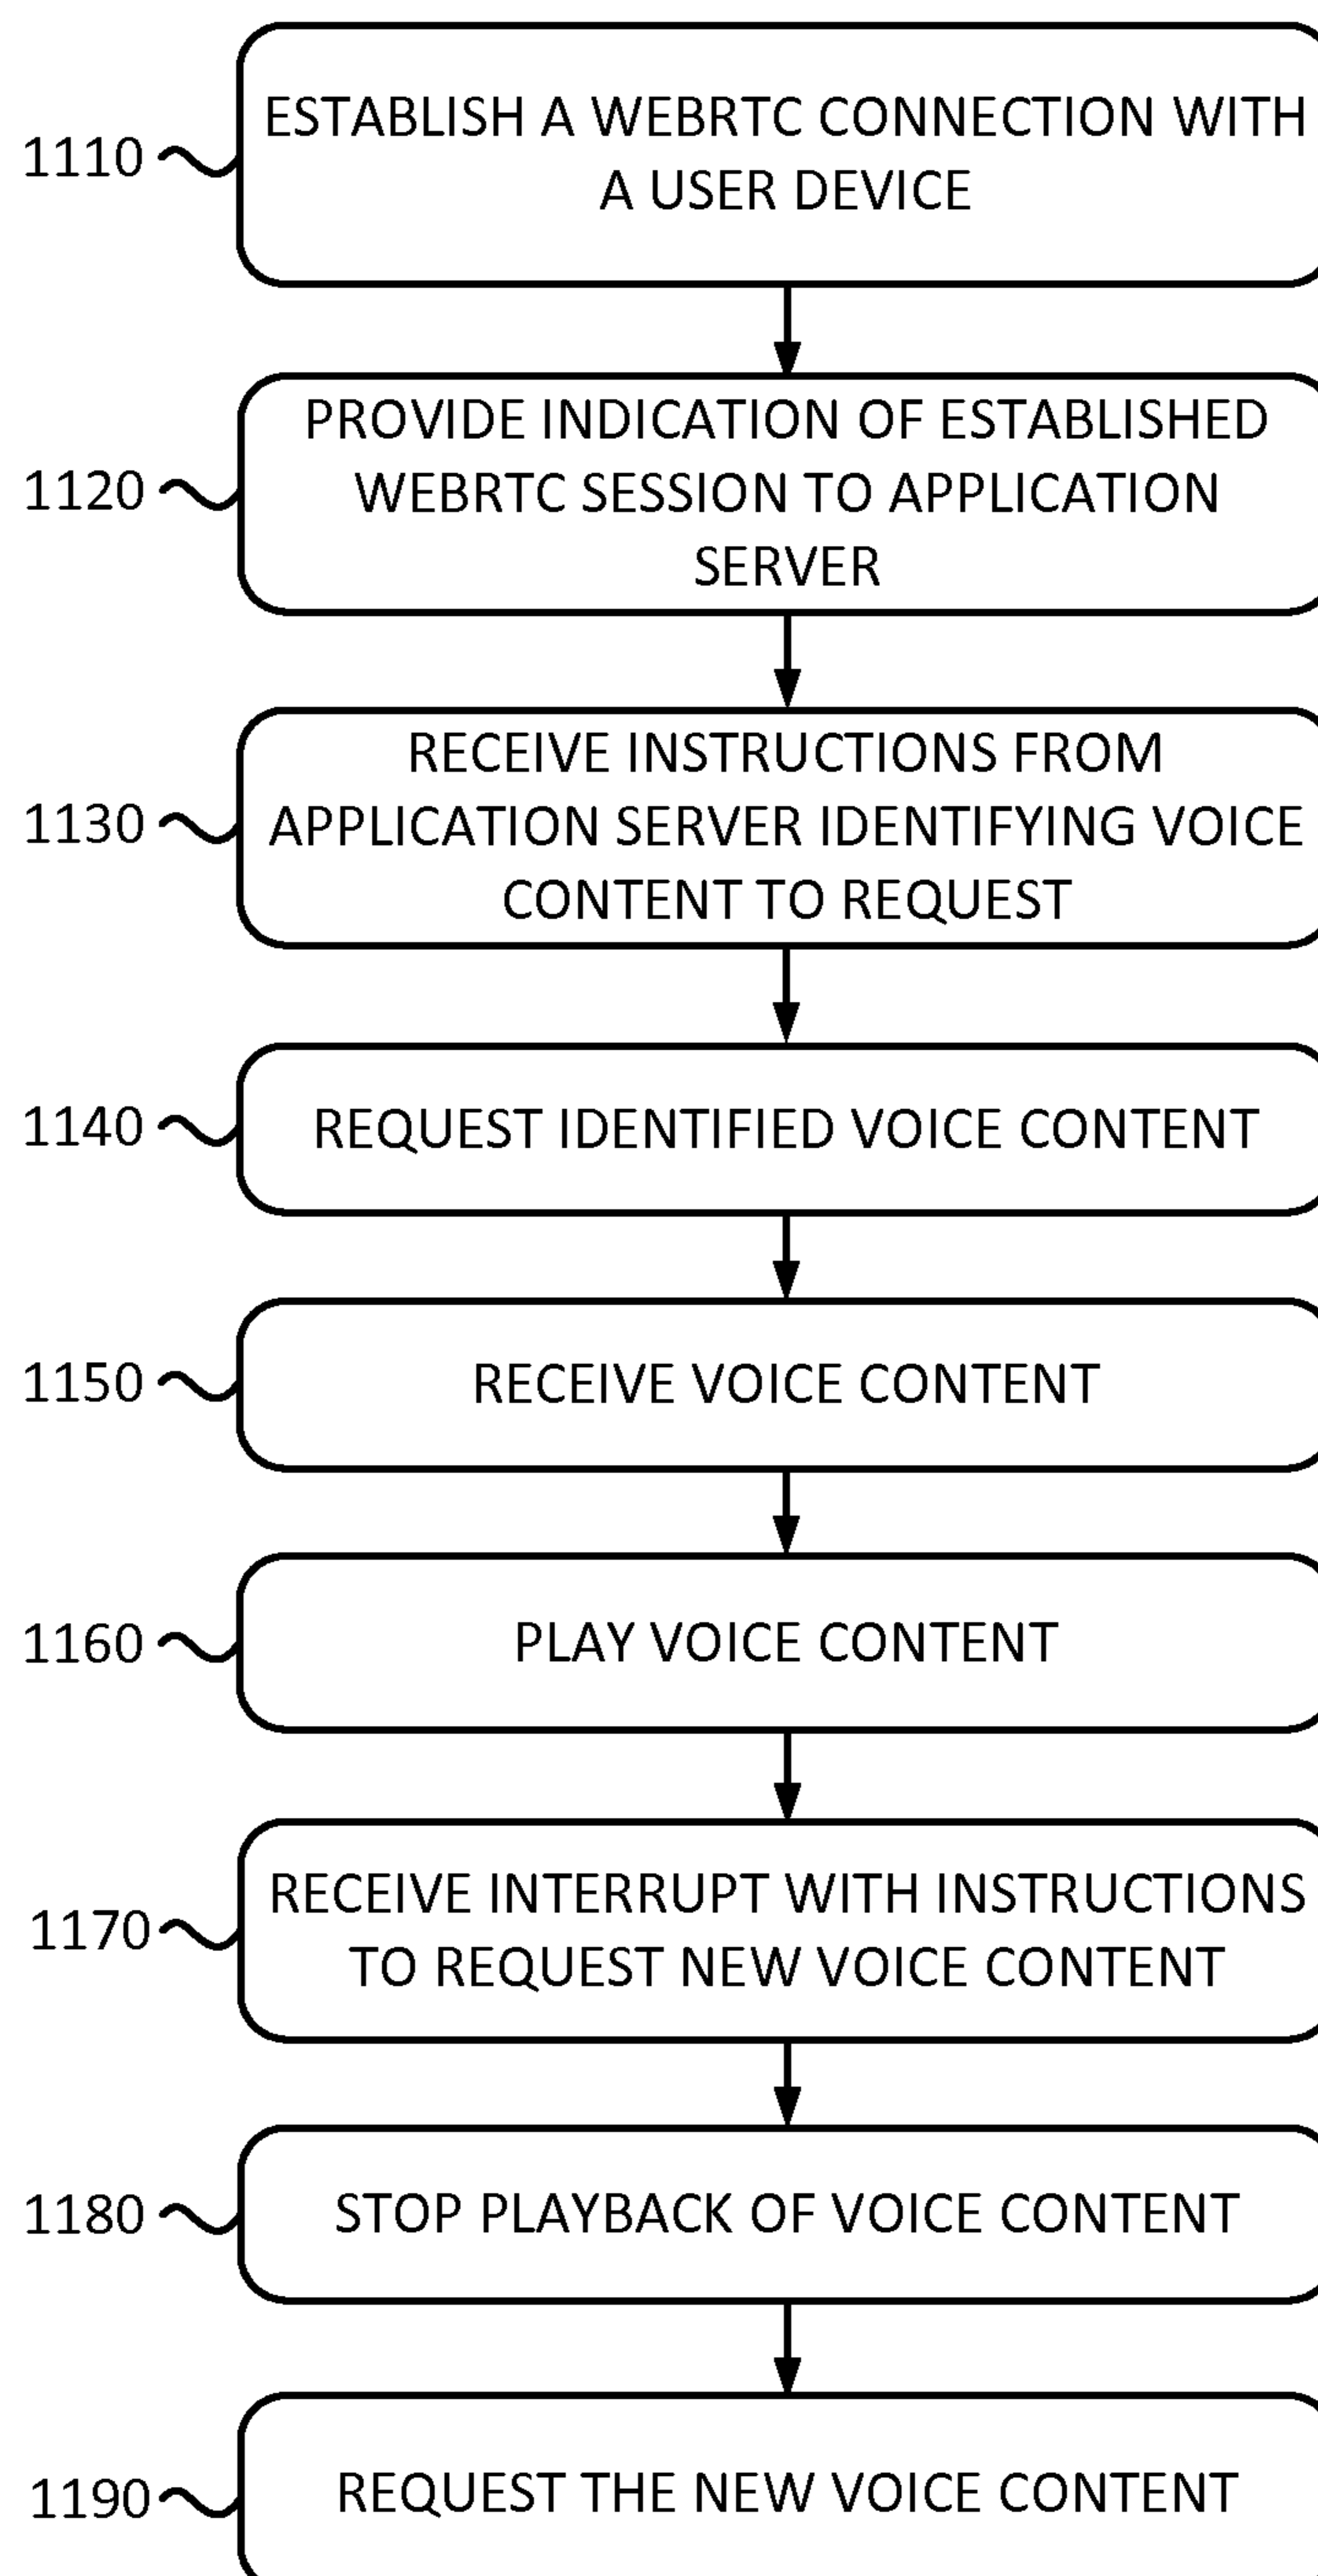 ESTABLISH A WEBRTC CONNECTION WITH
1110
A USER DEVICE
PROVIDE INDICATION OF ESTABLISHED
1120
WEBRTC SESSION TO APPLICATION
SERVER
RECEIVE INSTRUCTIONS FROM
1130
APPLICATION SERVER IDENTIFYING VOICE
CONTENT TO REQUEST
1140
REQUEST IDENTIFIED VOICE CONTENT
1150
RECEIVE VOICE CONTENT
1160
PLAY VOICE CONTENT
RECEIVE INTERRUPT WITH INSTRUCTIONS
1170
TO REQUEST NEW VOICE CONTENT
1180
STOP PLAYBACK OF VOICE CONTENT
1190
REQUEST THE NEW VOICE CONTENT